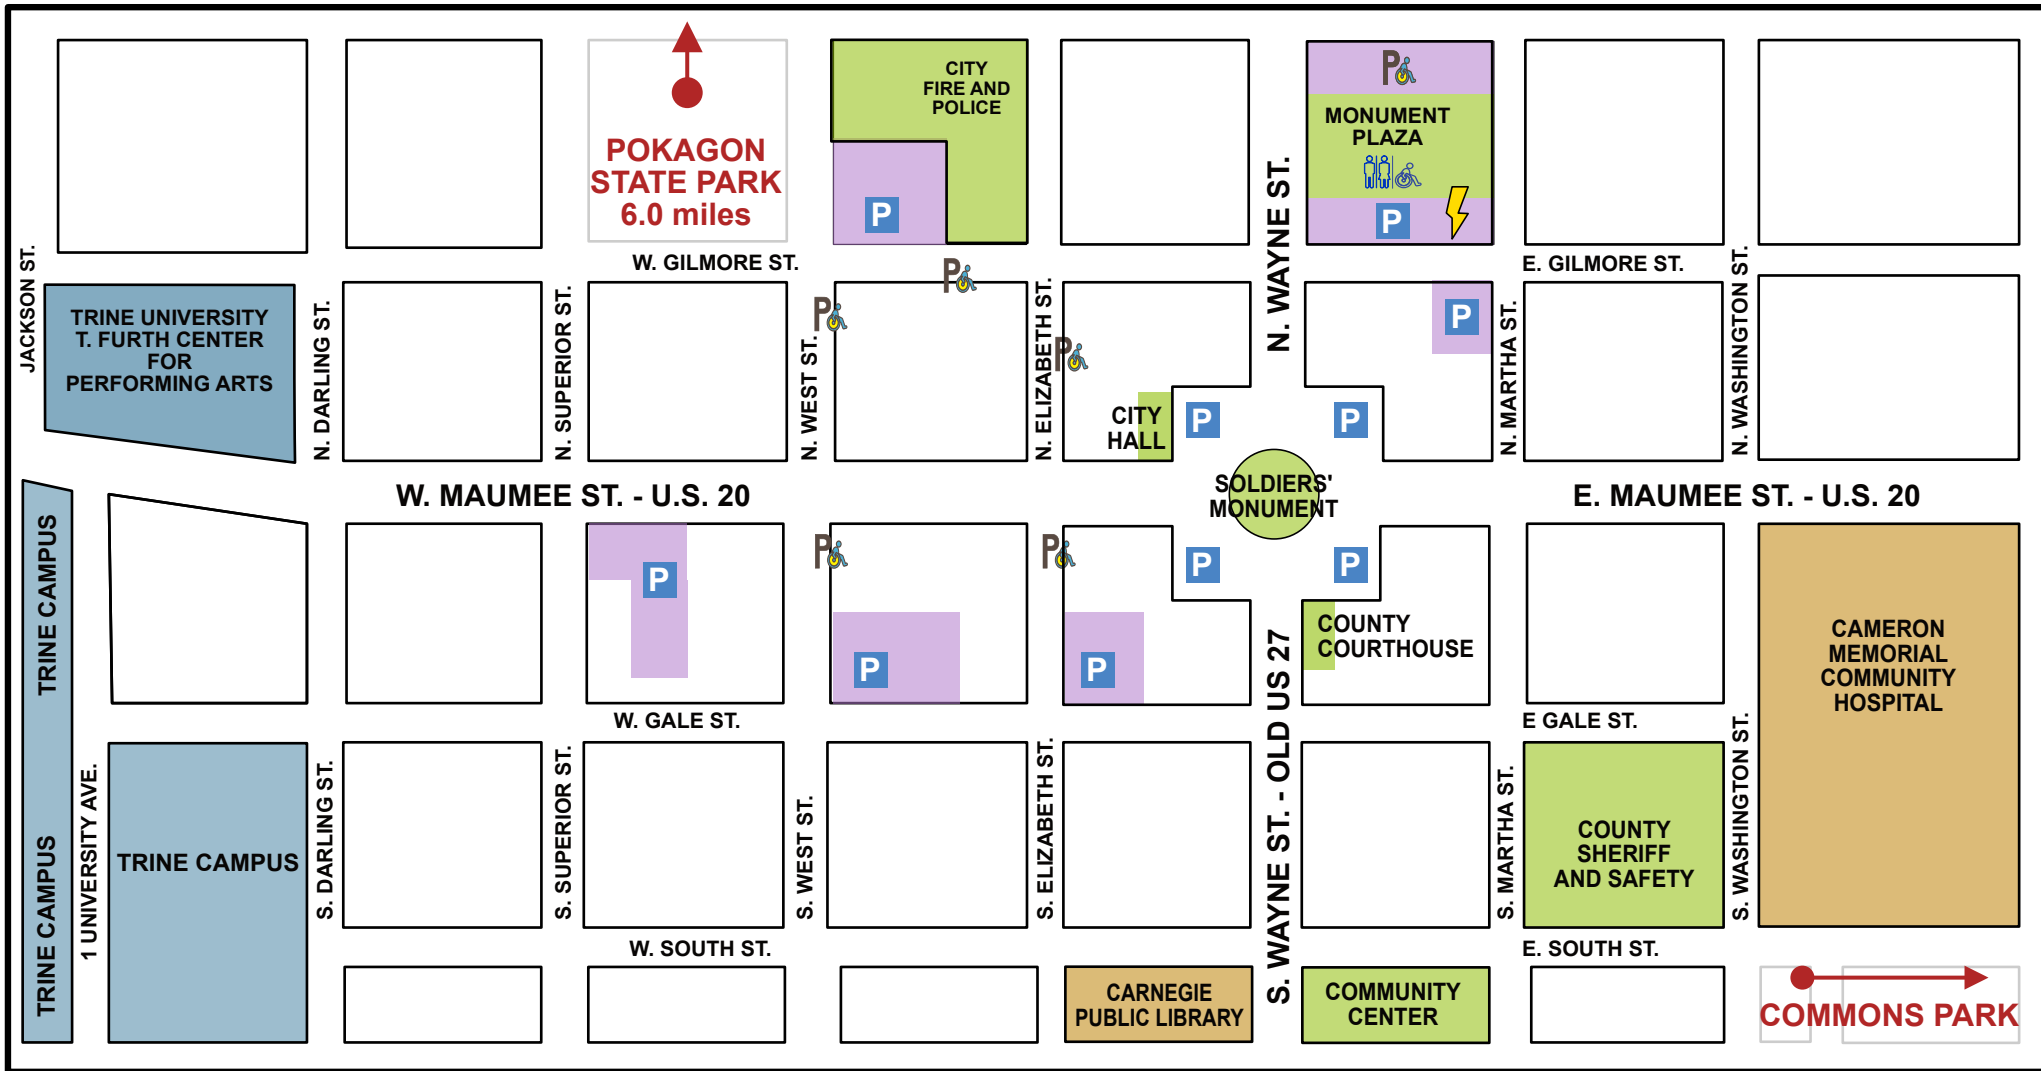 CITY
FIRE AND
POLICE
P
MONUMENT
PLAZA
POKAGON
STATE PARK
6.0 miles
P
P
W. GILMORE ST.
E. GILMORE ST.
JACKSON ST.
TRINE UNIVERSITY
T. FURTH CENTER
FOR
PERFORMING ARTS
N. DARLING ST.
N. SUPERIOR ST.
N. WEST ST.
N. ELIZABETH ST.
N. WAYNE ST.
N. MARTHA ST.
N. WASHINGTON ST.
P
P
P
P
CITY
HALL
P
P
SOLDIERS'
MONUMENT
W. MAUMEE ST. - U.S. 20
E. MAUMEE ST. - U.S. 20
TRINE CAMPUS
P
P
P
P
P
COUNTY
COURTHOUSE
P
P
CAMERON
MEMORIAL
COMMUNITY
HOSPITAL
W. GALE ST.
E GALE ST.
TRINE CAMPUS
1 UNIVERSITY AVE.
TRINE CAMPUS
S. DARLING ST.
S. SUPERIOR ST.
S. WEST ST.
S. ELIZABETH ST.
S. WAYNE ST. - OLD US 27
S. MARTHA ST.
COUNTY
SHERIFF
AND SAFETY
S. WASHINGTON ST.
W. SOUTH ST.
E. SOUTH ST.
CARNEGIE
PUBLIC LIBRARY
COMMUNITY
CENTER
COMMONS PARK